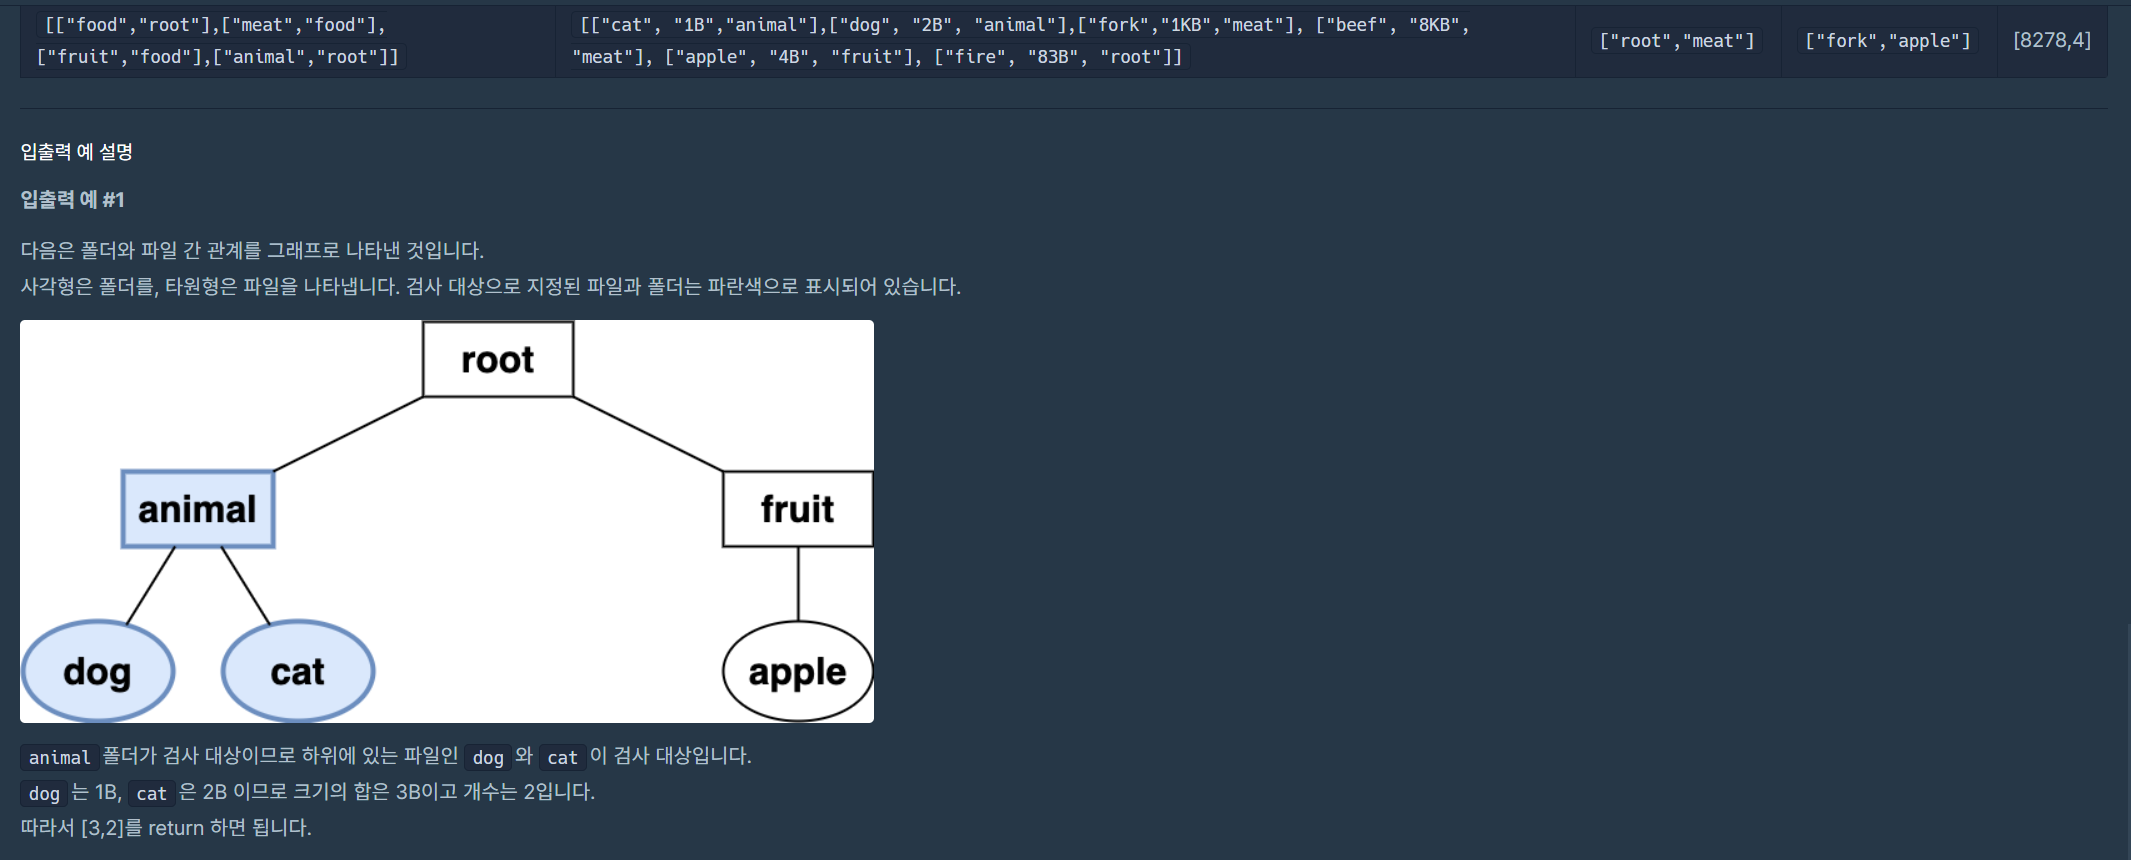 [["food","root"],["meat","food"],
["fruit","food"],["animal","root"]]
[["cat", "1B","animal"],["dog", "2B", "animal"],["fork","1KB","meat"], ["beef", "8KB",
"meat"], ["apple", "4B", "fruit"], ["fire", "83B", "root"]]
["root","meat"]
["fork","apple"]
[8278,4]
입출력 예 설명
입출력 예 #1
다음은 폴더와 파일 간 관계를 그래프로 나타낸 것입니다.
사각형은 폴더를, 타원형은 파일을 나타냅니다. 검사 대상으로 지정된 파일과 폴더는 파란색으로 표시되어 있습니다.
root
animal
fruit
dog
cat
apple
animal 폴더가 검사 대상이므로 하위에 있는 파일인 dog 와 cat 이 검사 대상입니다.
dog 는 1B, cat 은 2B 이므로 크기의 합은 3B이고 개수는 2입니다.
따라서 [3,2]를 return 하면 됩니다.